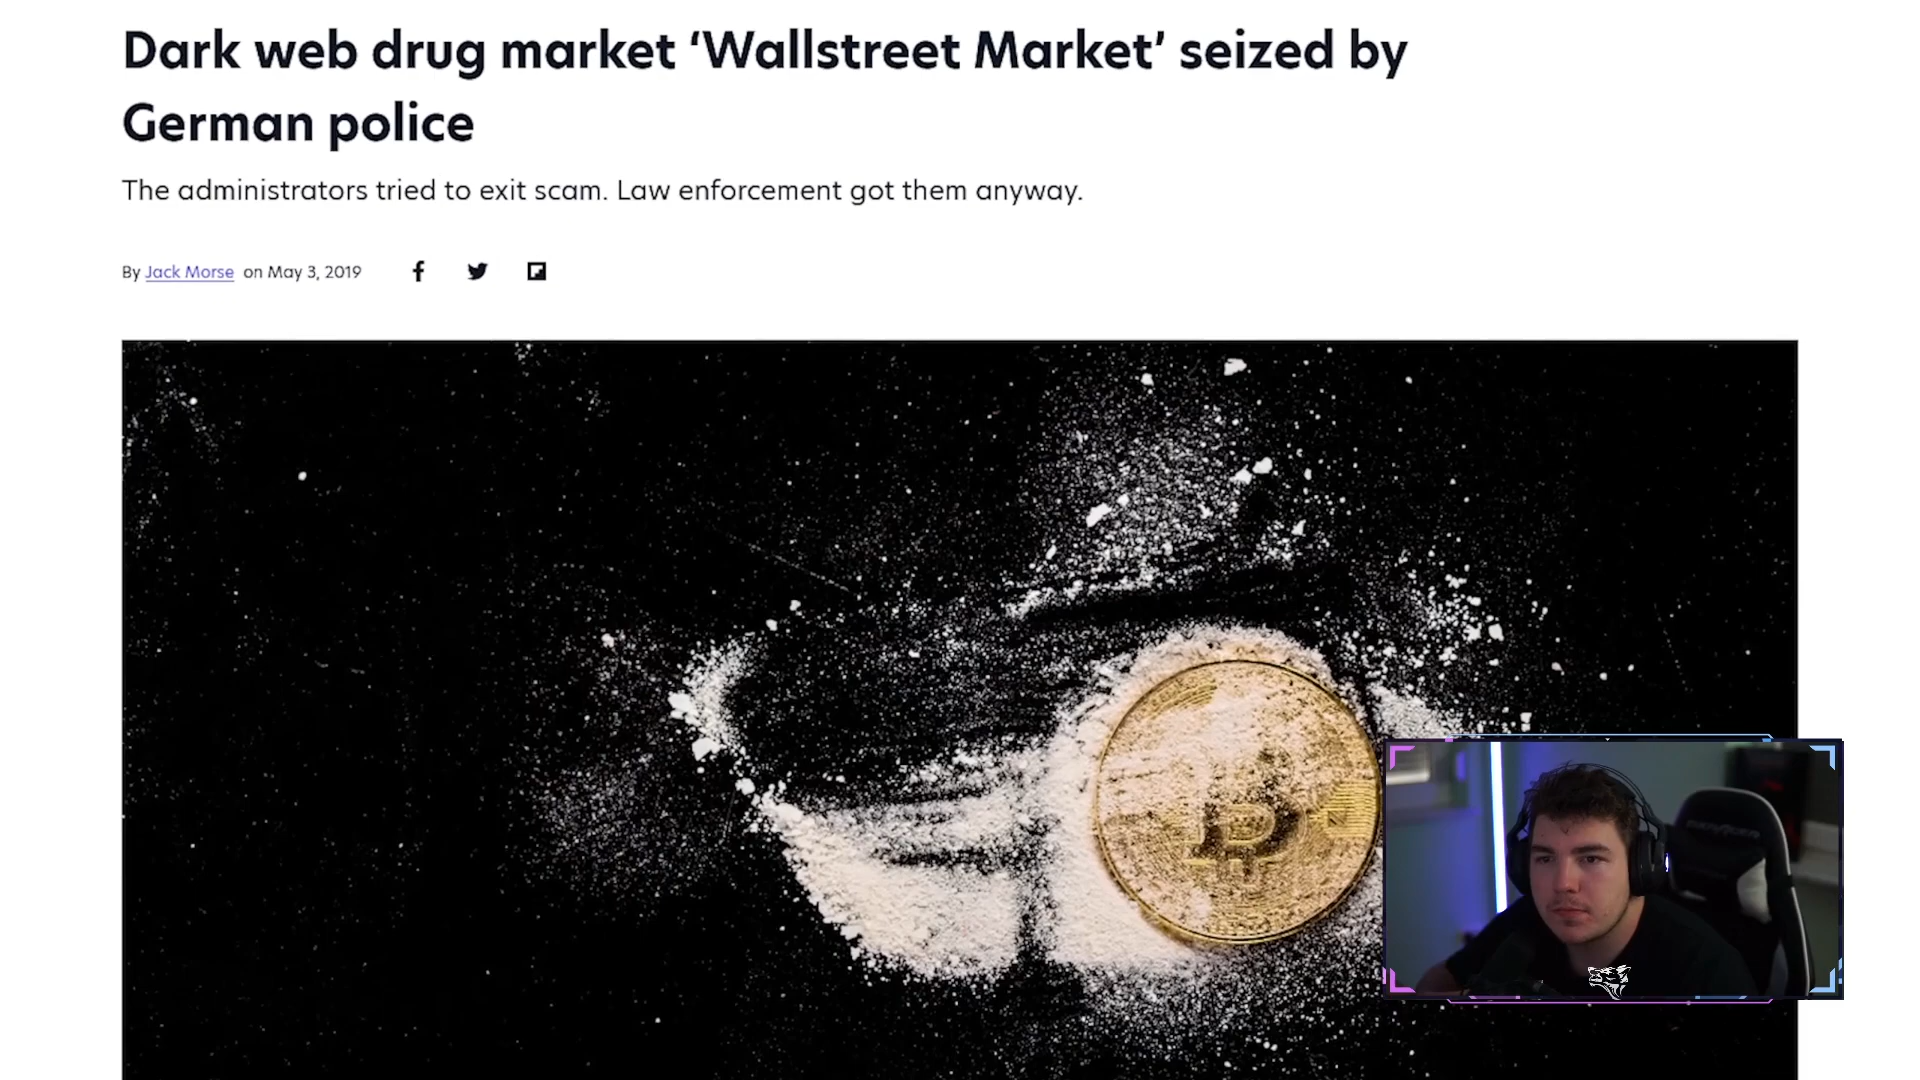 Dark web drug market ‘Wallstreet Market’ seized by
German police
The administrators tried to exit scam. Law enforcement got them anyway.
By Jack Morse on May 3, 2019